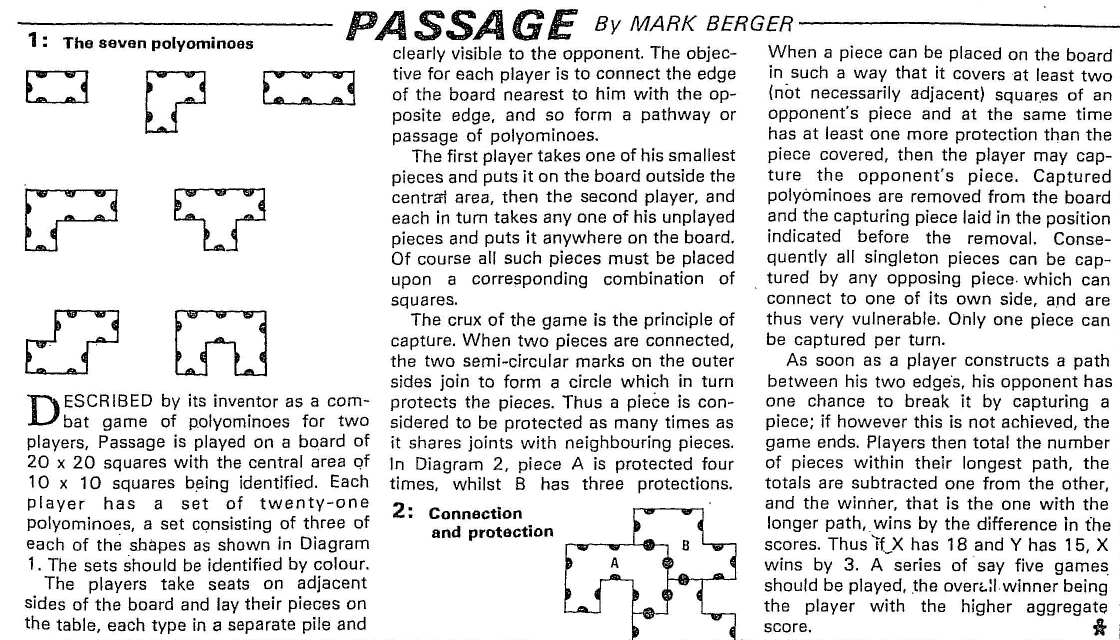 PASSAGE By MARK BERGER
1: The seven polyominoes
DESCRIBED by its inventor as a com-
bat game of polyominoes for two
players, Passage is played on a board of
20 x 20 squares with the central area of
10 x 10 squares being identified. Each
player has a set of twenty-one
polyominoes, a set consisting of three of
each of the shapes as shown in Diagram
1. The sets should be identified by colour.
The players take seats on adjacent
sides of the board and lay their pieces on
the table, each type in a separate pile and
clearly visible to the opponent. The objec-
tive for each player is to connect the edge
of the board nearest to him with the op-
posite edge, and so form a pathway or
passage of polyominoes.
The first player takes one of his smallest
pieces and puts it on the board outside the
central area, then the second player, and
each in turn takes any one of his unplayed
pieces and puts it anywhere on the board.
Of course all such pieces must be placed
upon a corresponding combination of
squares.
The crux of the game is the principle of
capture. When two pieces are connected,
the two semi-circular marks on the outer
sides join to form a circle which in turn
protects the pieces. Thus a piece is con-
sidered to be protected as many times as
it shares joints with neighbouring pieces.
In Diagram 2, piece A is protected four
times, whilst B has three protections.
2: Connection
and protection
B
A
When a piece can be placed on the board
in such a way that it covers at least two
(not necessarily adjacent) squares of an
opponent's piece and at the same time
has at least one more protection than the
piece covered, then the player may cap-
ture the opponent's piece. Captured
polyominoes are removed from the board
and the capturing piece laid in the position
indicated before the removal. Conse-
quently all singleton pieces can be cap-
tured by any opposing piece which can
connect to one of its own side, and are
thus very vulnerable. Only one piece can
be captured per turn.
As soon as a player constructs a path
between his two edges, his opponent has
one chance to break it by capturing a
piece; if however this is not achieved, the
game ends. Players then total the number
of pieces within their longest path, the
totals are subtracted one from the other,
and the winner, that is the one with the
longer path, wins by the difference in the
scores. Thus if X has 18 and Y has 15, X
wins by 3. A series of say five games
should be played, the overall winner being
the player with the higher aggregate
score.